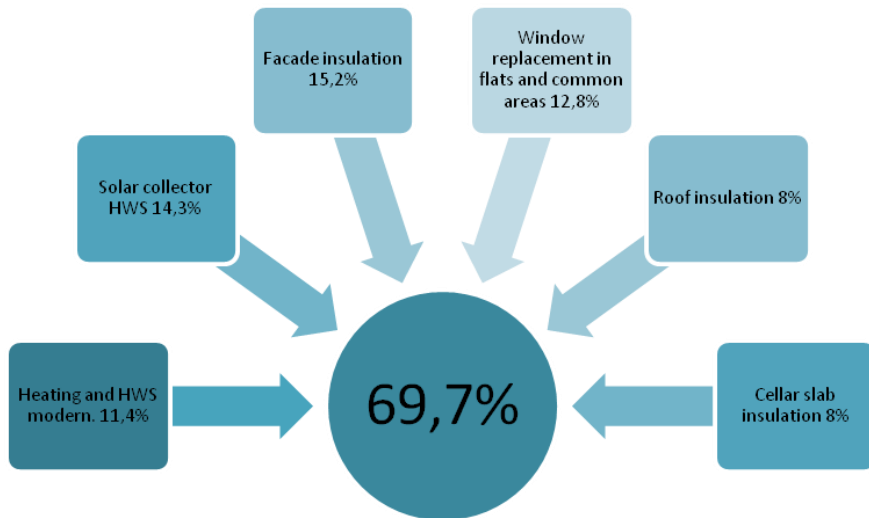 Facade insulation
15,2%
Window
replacement in
flats and common
areas 12,8%
Solar collector
HWS 14,3%
Roof insulation 8%
Heating and HWS
modern. 11,4%
69,7%
Cellar slab
insulation 8%